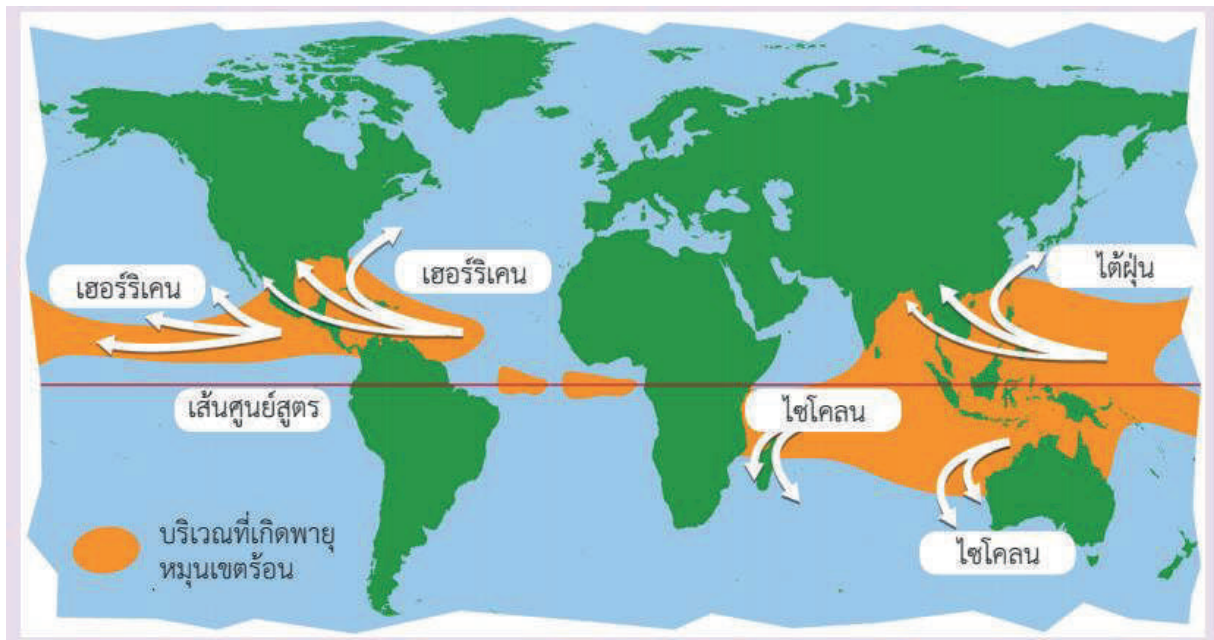 เฮอร์ริเคน
เฮอร์ริเคน
ไต้ฝุ่น
เส้นศูนย์สูตร
ไซโคลน
ไซโคลน
บริเวณที่เกิดพายุ
หมุนเขตร้อน